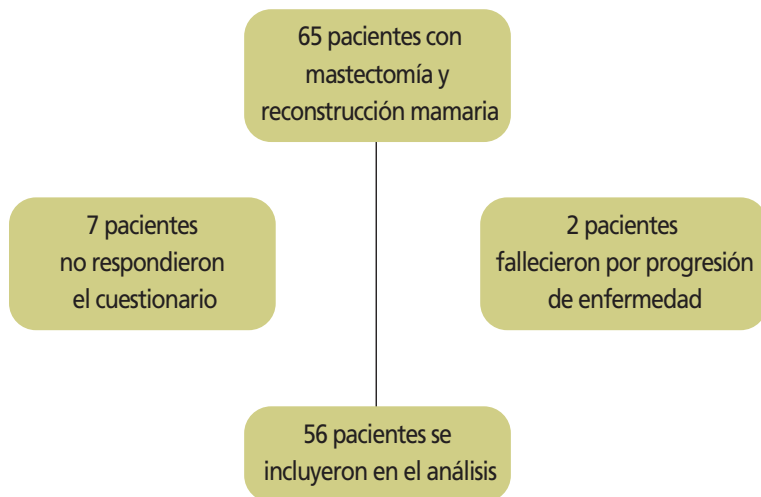 65 pacientes con
mastectomía y
reconstrucción mamaria
7 pacientes
no respondieron
el cuestionario
2 pacientes
fallecieron por progresión
de enfermedad
56 pacientes se
incluyeron en el análisis